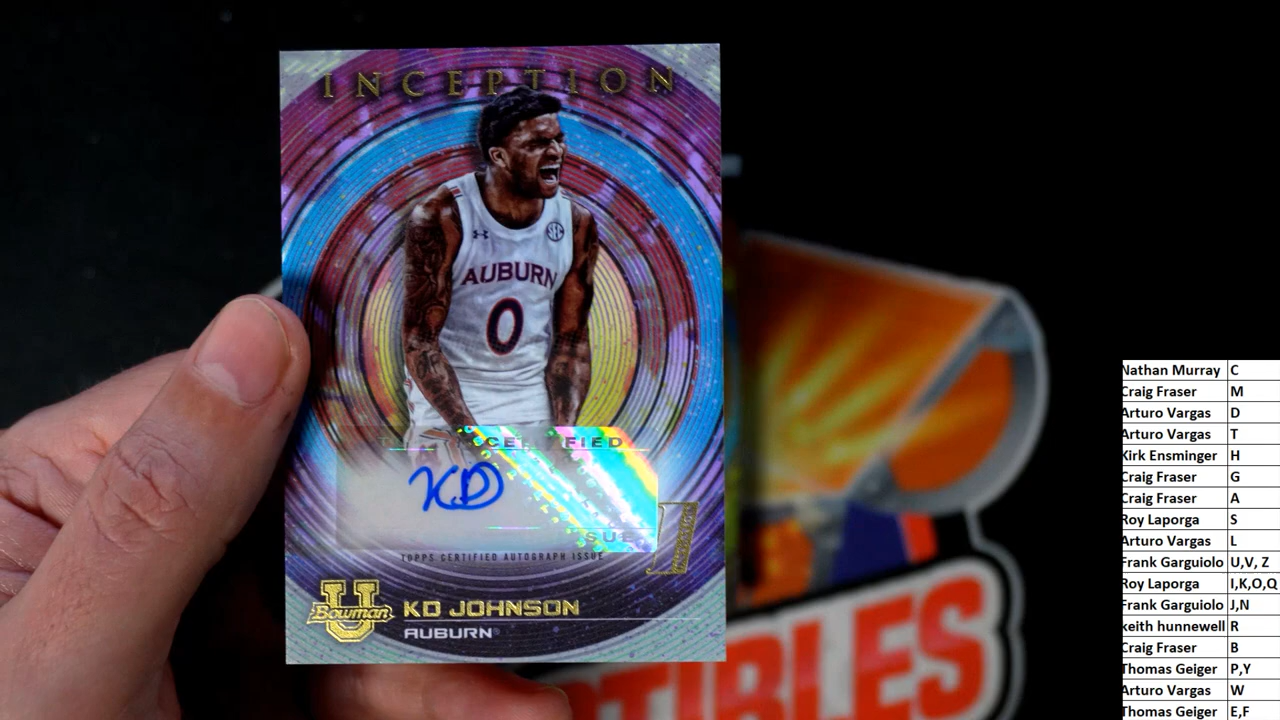 INCEPTION
SEC
AUBURN
0
CERTIFIED
KD
SUE
TOPPS CERTIFIED AUTOGRAPH ISSUE
Bowman U
KD JOHNSON
AUBURN
TIBLES
Nathan Murray C
Craig Fraser M
Arturo Vargas D
Arturo Vargas T
Kirk Ensminger H
Craig Fraser G
Craig Fraser A
Roy Laporga S
Arturo Vargas L
Frank Garguiolo U,V, Z
Roy Laporga I,K,O,Q
Frank Garguiolo J,N
keith hunnewell R
Craig Fraser B
Thomas Geiger P,Y
Arturo Vargas W
Thomas Geiger E,F